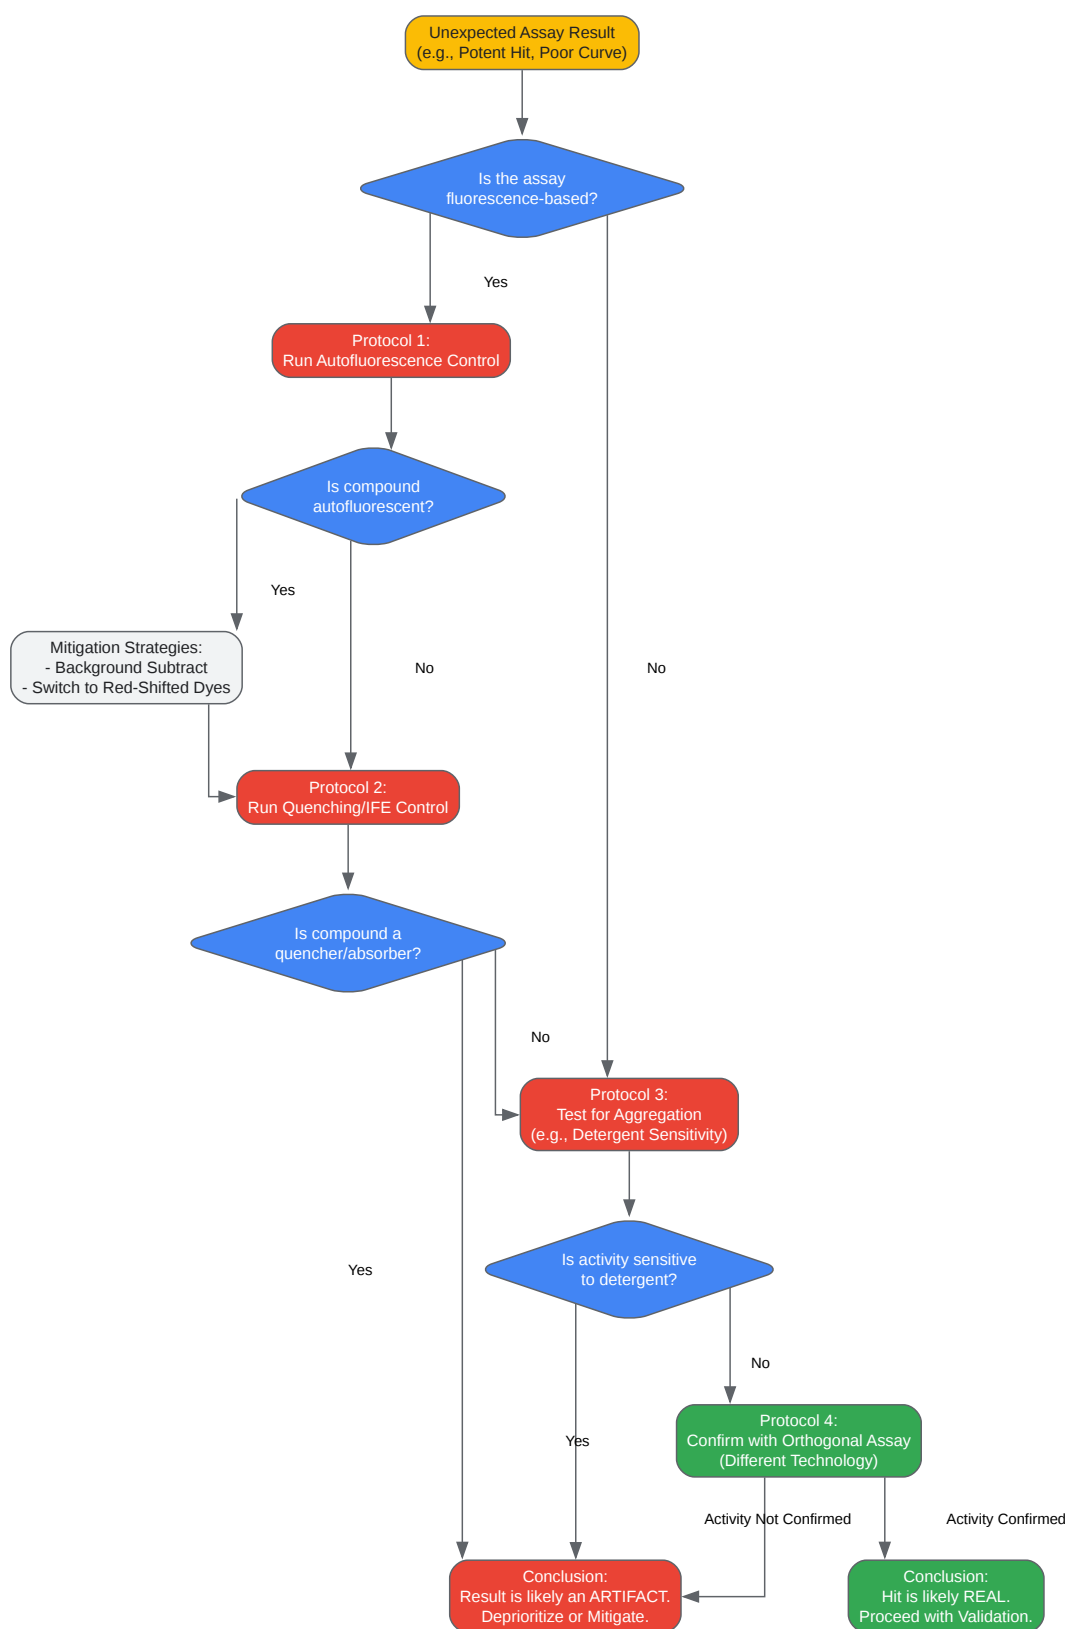 Unexpected Assay Result
(e.g., Potent Hit, Poor Curve)
Is the assay
fluorescence-based?
Yes
Protocol 1:
Run Autofluorescence Control
Is compound
autofluorescent?
Yes
Mitigation Strategies:
- Background Subtract
- Switch to Red-Shifted Dyes
No
No
Protocol 2:
Run Quenching/IFE Control
Is compound a
quencher/absorber?
No
Protocol 3:
Test for Aggregation
(e.g., Detergent Sensitivity)
Yes
Is activity sensitive
to detergent?
No
Protocol 4:
Confirm with Orthogonal Assay
(Different Technology)
Yes
Activity Not Confirmed
Activity Confirmed
Conclusion:
Result is likely an ARTIFACT.
Deprioritize or Mitigate.
Conclusion:
Hit is likely REAL.
Proceed with Validation.